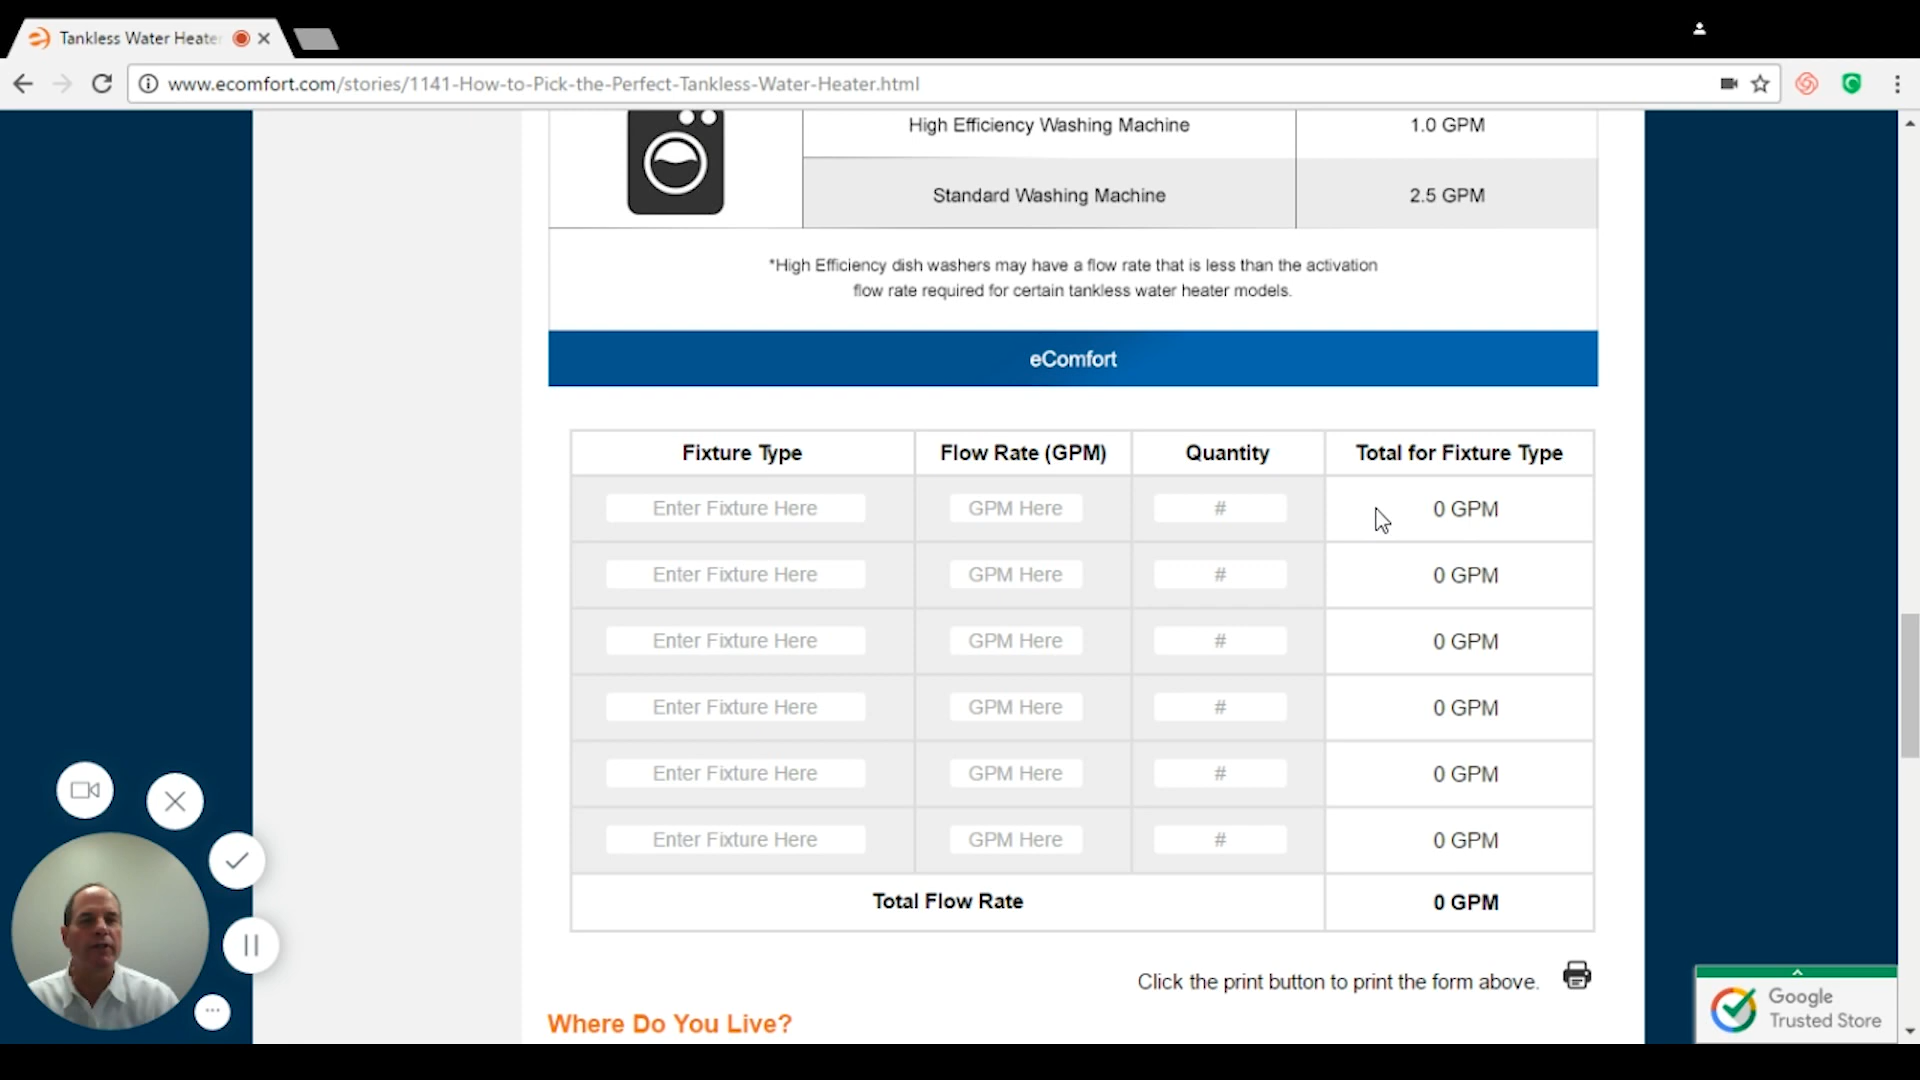 Tankless Water Heate
www.ecomfort.com/stories/1141-How-to-Pick-the-Perfect-Tankless-Water-Heater.html
High Efficiency Washing Machine 1.0 GPM
Standard Washing Machine 2.5 GPM
*High Efficiency dish washers may have a flow rate that is less than the activation
flow rate required for certain tankless water heater models.
eComfort
Fixture Type Flow Rate (GPM) Quantity Total for Fixture Type
Enter Fixture Here GPM Here # 0 GPM
Enter Fixture Here GPM Here # 0 GPM
Enter Fixture Here GPM Here # 0 GPM
Enter Fixture Here GPM Here # 0 GPM
Enter Fixture Here GPM Here # 0 GPM
Enter Fixture Here GPM Here # 0 GPM
Total Flow Rate 0 GPM
Click the print button to print the form above.
Where Do You Live?
Google
Trusted Store